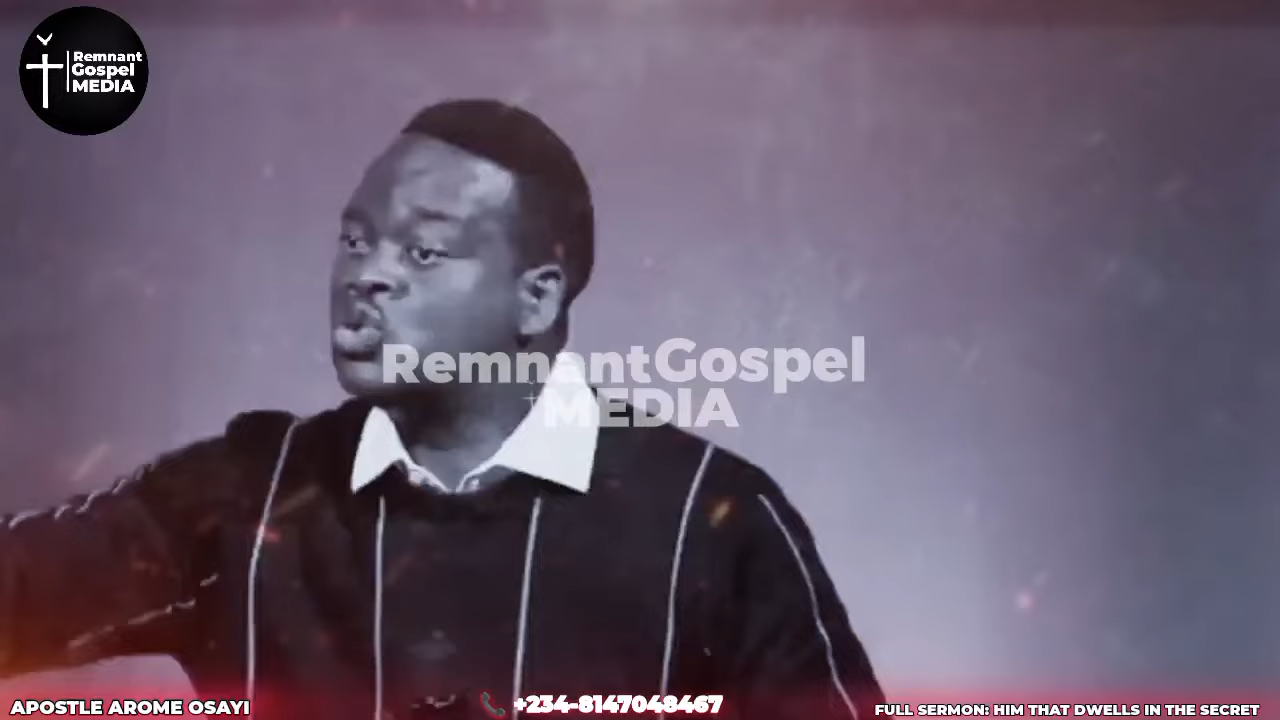 Remnant
Gospel
MEDIA
RemnantGospel
MEDIA
APOSTLE AROME OSAYI
+234-8147048467
FULL SERMON: HIM THAT DWELLS IN THE SECRET